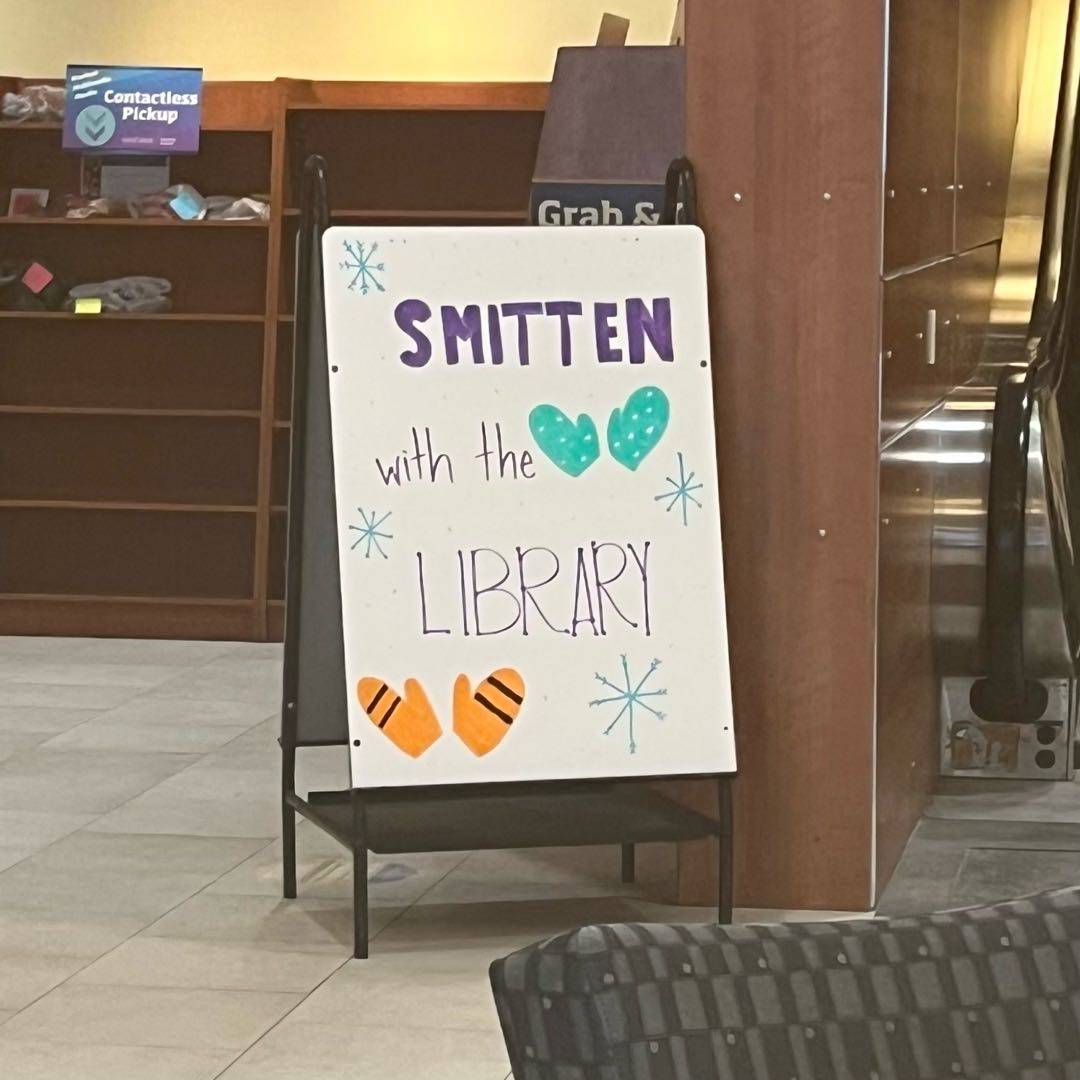 Contactless
Pickup
Grab &
SMITTEN
with the
LIBRARY